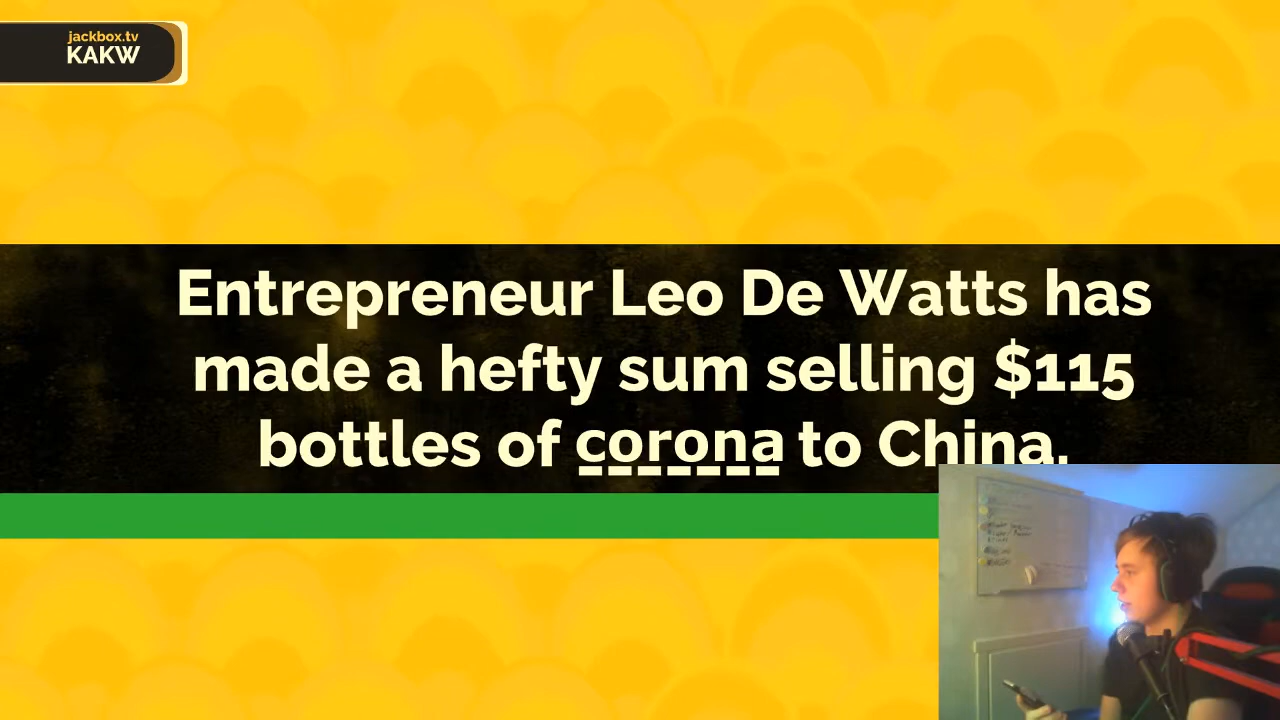 jackbox.tv
KAKW
Entrepreneur Leo De Watts has
made a hefty sum selling $115
bottles of corona to China.